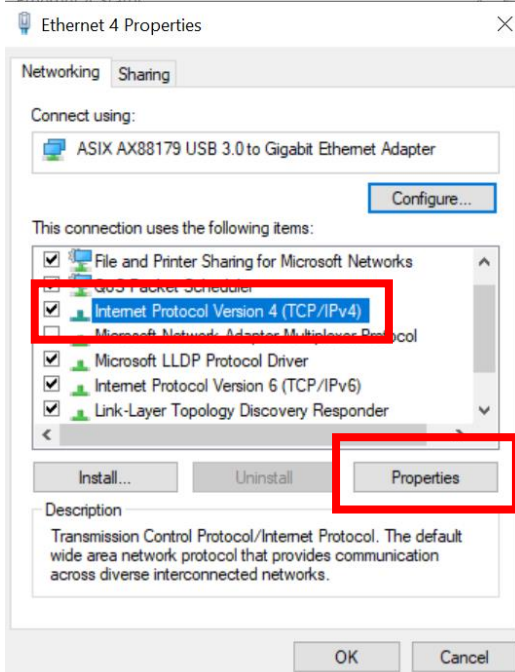 Ethernet 4 Properties
Networking Sharing
Connect using:
ASIX AX88179 USB 3.0 to Gigabit Ethernet Adapter
Configure...
This connection uses the following items:
File and Printer Sharing for Microsoft Networks
QoS Packet Scheduler
Internet Protocol Version 4 (TCP/IPv4)
Microsoft Network Adapter Multiplexor Protocol
Microsoft LLDP Protocol Driver
Internet Protocol Version 6 (TCP/IPv6)
Link-Layer Topology Discovery Responder
Install... Uninstall Properties
Description
Transmission Control Protocol/Internet Protocol. The default
wide area network protocol that provides communication
across diverse interconnected networks.
OK Cancel